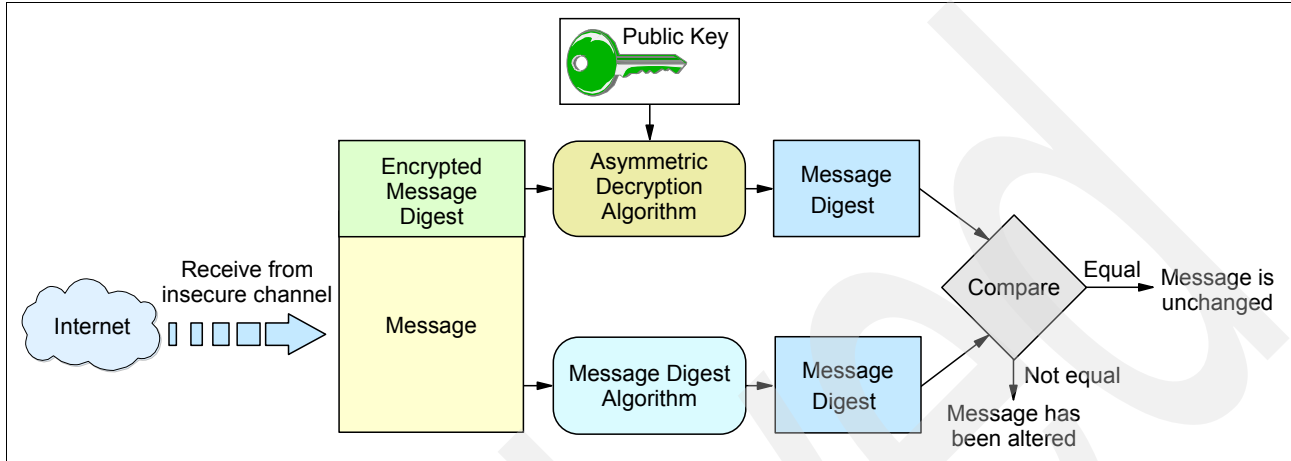 Public Key
Encrypted
Message
Digest
Asymmetric
Decryption
Algorithm
Message
Digest
Receive from
insecure channel
Internet
Message
Message Digest
Algorithm
Message
Digest
Compare
Equal
Message is
unchanged
Not equal
Message has
been altered